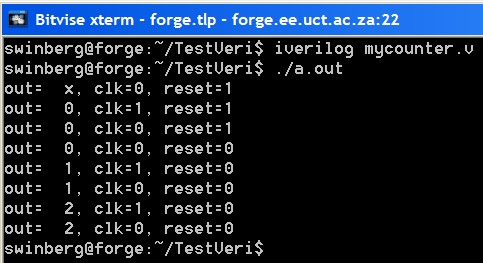 Bitvise xterm - forge.tlp - forge.ee.uct.ac.za:22
swinberg@forge:~/TestVeri$ iverilog mycounter.v
swinberg@forge:~/TestVeri$ ./a.out
out=  x, clk=0, reset=1
out=  0, clk=1, reset=1
out=  0, clk=0, reset=1
out=  0, clk=0, reset=0
out=  1, clk=1, reset=0
out=  1, clk=0, reset=0
out=  2, clk=1, reset=0
out=  2, clk=0, reset=0
swinberg@forge:~/TestVeri$